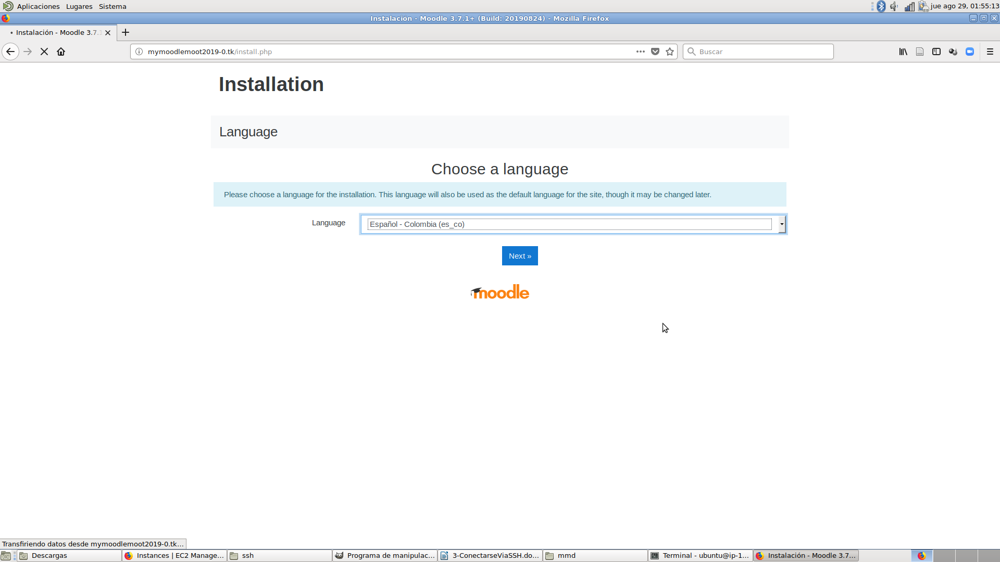 Aplicaciones Lugares Sistema jue ago 29, 01:55:13
Instalación - Moodle 3.7.1+ (Build: 20190824) - Mozilla Firefox
• Instalación - Moodle 3.7.1
mymoodlemoot2019-0.tk/install.php Buscar
Installation
Language
Choose a language
Please choose a language for the installation. This language will also be used as the default language for the site, though it may be changed later.
Language Español - Colombia (es_co)
Next »
moodle
Transfiriendo datos desde mymoodlemoot2019-0.tk...
Descargas Instances | EC2 Manage... ssh Programa de manipulac... 3-ConectarseViaSSH.do... mmd Terminal - ubuntu@ip-1... Instalación - Moodle 3.7...